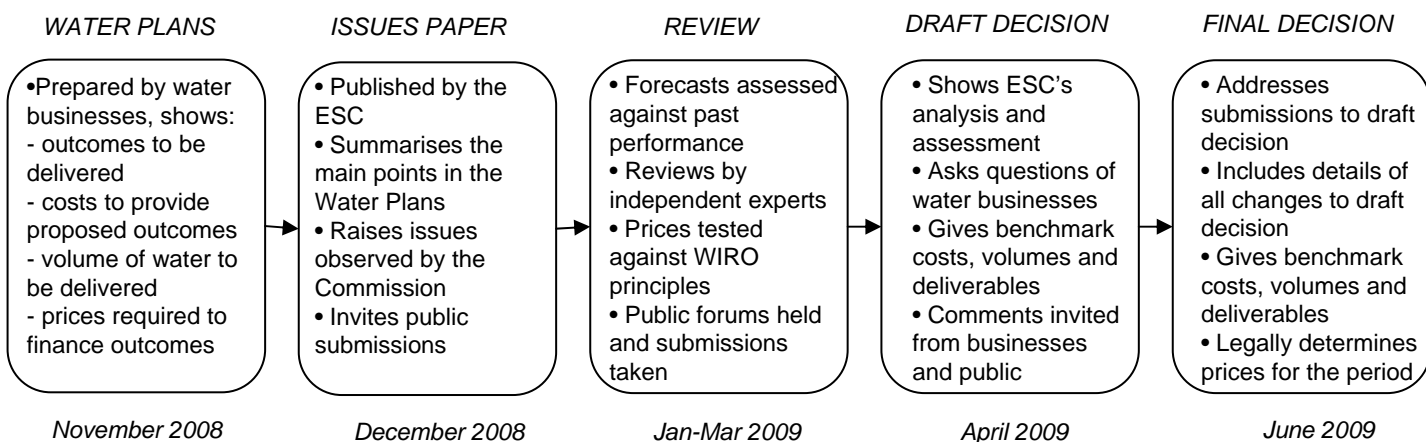 WATER PLANS
ISSUES PAPER
REVIEW
DRAFT DECISION
FINAL DECISION
•Prepared by water
businesses, shows:
- outcomes to be
delivered
- costs to provide
proposed outcomes
- volume of water to
be delivered
- prices required to
finance outcomes
• Published by the
ESC
• Summarises the
main points in the
Water Plans
• Raises issues
observed by the
Commission
• Invites public
submissions
• Forecasts assessed
against past
performance
• Reviews by
independent experts
• Prices tested
against WIRO
principles
• Public forums held
and submissions
taken
• Shows ESC's
analysis and
assessment
• Asks questions of
water businesses
• Gives benchmark
costs, volumes and
deliverables
• Comments invited
from businesses
and public
• Addresses
submissions to draft
decision
• Includes details of
all changes to draft
decision
• Gives benchmark
costs, volumes and
deliverables
• Legally determines
prices for the period
November 2008
December 2008
Jan-Mar 2009
April 2009
June 2009